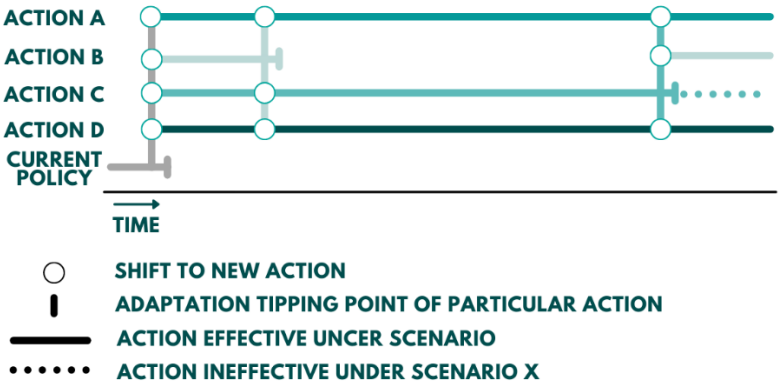 ACTION A
ACTION B
ACTION C
ACTION D
CURRENT
POLICY
TIME
SHIFT TO NEW ACTION
ADAPTATION TIPPING POINT OF PARTICULAR ACTION
ACTION EFFECTIVE UNCER SCENARIO
ACTION INEFFECTIVE UNDER SCENARIO X